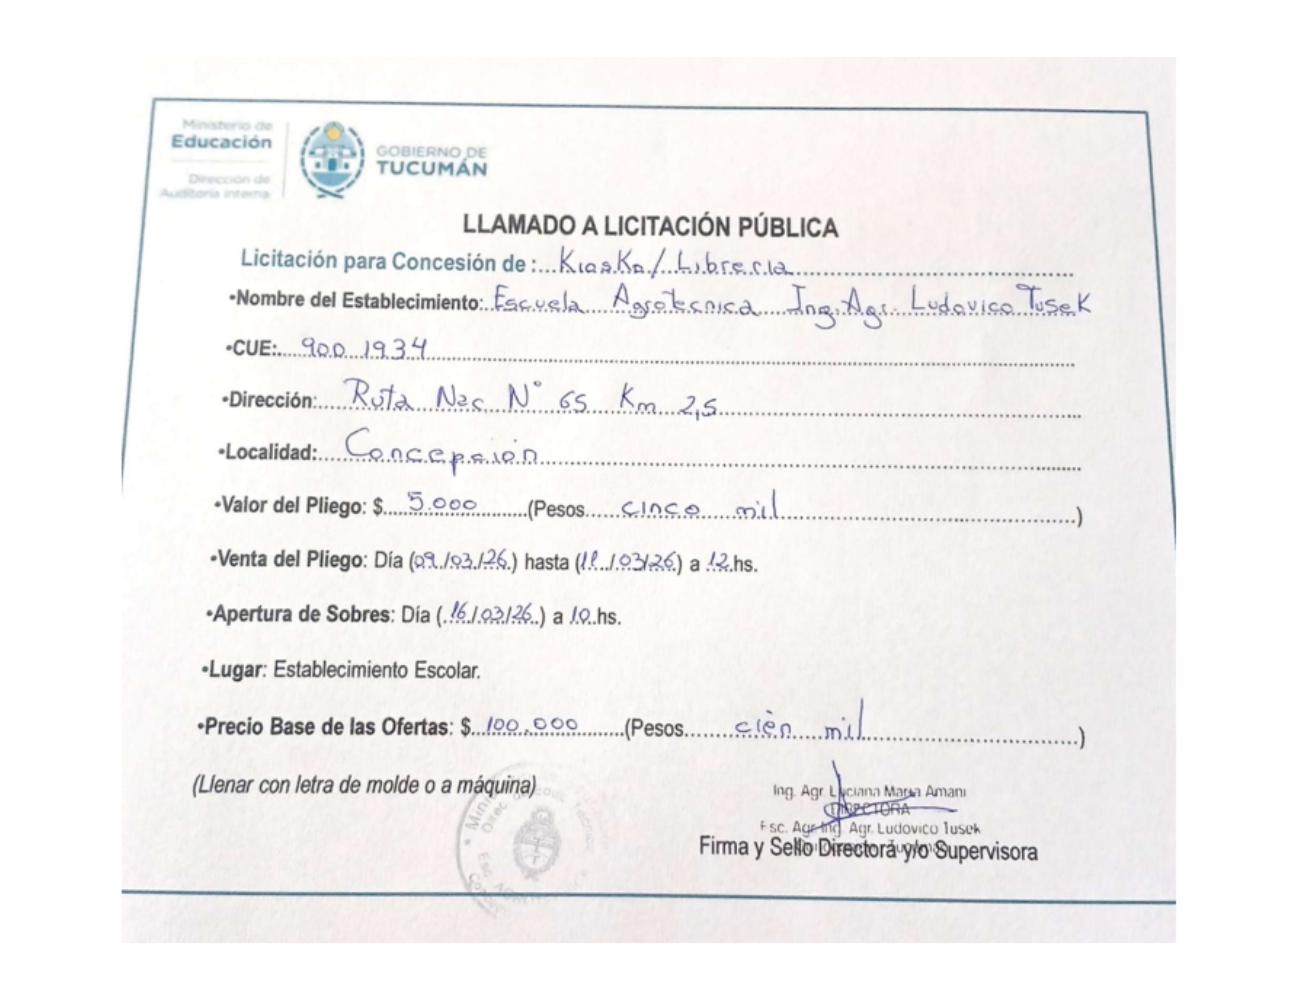 Ministerio de
Educación
Dirección de
Auditoría Interna
GOBIERNO DE
TUCUMÁN
LLAMADO A LICITACIÓN PÚBLICA
Licitación para Concesión de :...Kiosko/Libreria
•Nombre del Establecimiento: Escuela Agrotecnica Ing. Agr. Ludovico Tusek
•CUE: 900 1934
•Dirección: Ruta Nac N° 65 Km 2,5
•Localidad: Concepción
•Valor del Pliego: $ 5.000 (Pesos cinco mil)
•Venta del Pliego: Día (09/03/26) hasta (11/03/26) a 12 hs.
•Apertura de Sobres: Día (16/03/26) a 10 hs.
•Lugar: Establecimiento Escolar.
•Precio Base de las Ofertas: $ 100.000 (Pesos cièn mil)
(Llenar con letra de molde o a máquina)
Ing. Agr. Luciana Maria Amani
DIRECTORA
Esc. Agr. Ing. Agr. Ludovico Tusek
Firma y Sello Directora y/o Supervisora